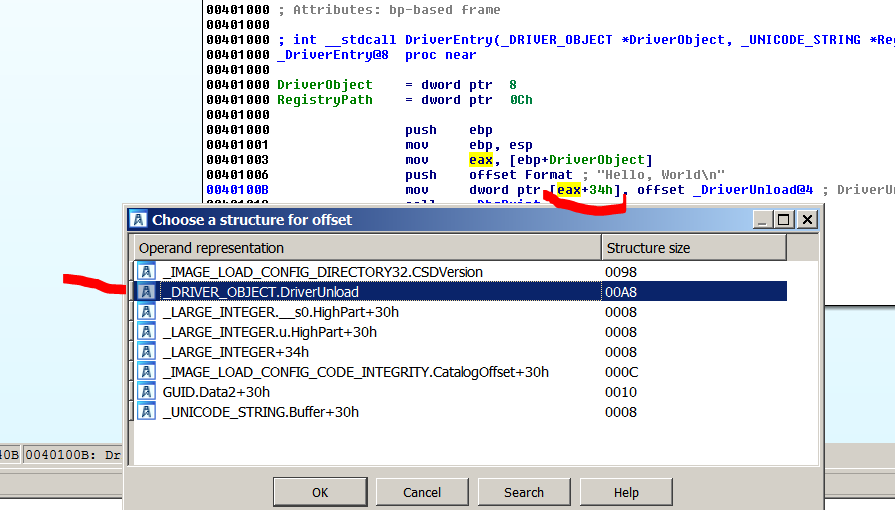 00401000 ; Attributes: bp-based frame
00401000
00401000 ; int __stdcall DriverEntry(_DRIVER_OBJECT *DriverObject, _UNICODE_STRING *Re
00401000 _DriverEntry@8 proc near
00401000
00401000 DriverObject = dword ptr 8
00401000 RegistryPath = dword ptr 0Ch
00401000
00401000 push ebp
00401001 mov ebp, esp
00401003 mov eax, [ebp+DriverObject]
00401006 push offset Format ; "Hello, World\n"
0040100B mov dword ptr [eax+34h], offset _DriverUnload@4 ; DriverU
Choose a structure for offset
Operand representation Structure size
_IMAGE_LOAD_CONFIG_DIRECTORY32.CSDVersion 0098
_DRIVER_OBJECT.DriverUnload 00A8
_LARGE_INTEGER.__s0.HighPart+30h 0008
_LARGE_INTEGER.u.HighPart+30h 0008
_LARGE_INTEGER+34h 0008
_IMAGE_LOAD_CONFIG_CODE_INTEGRITY.CatalogOffset+30h 000C
GUID.Data2+30h 0010
_UNICODE_STRING.Buffer+30h 0008
40B 0040100B: Dr
OK Cancel Search Help